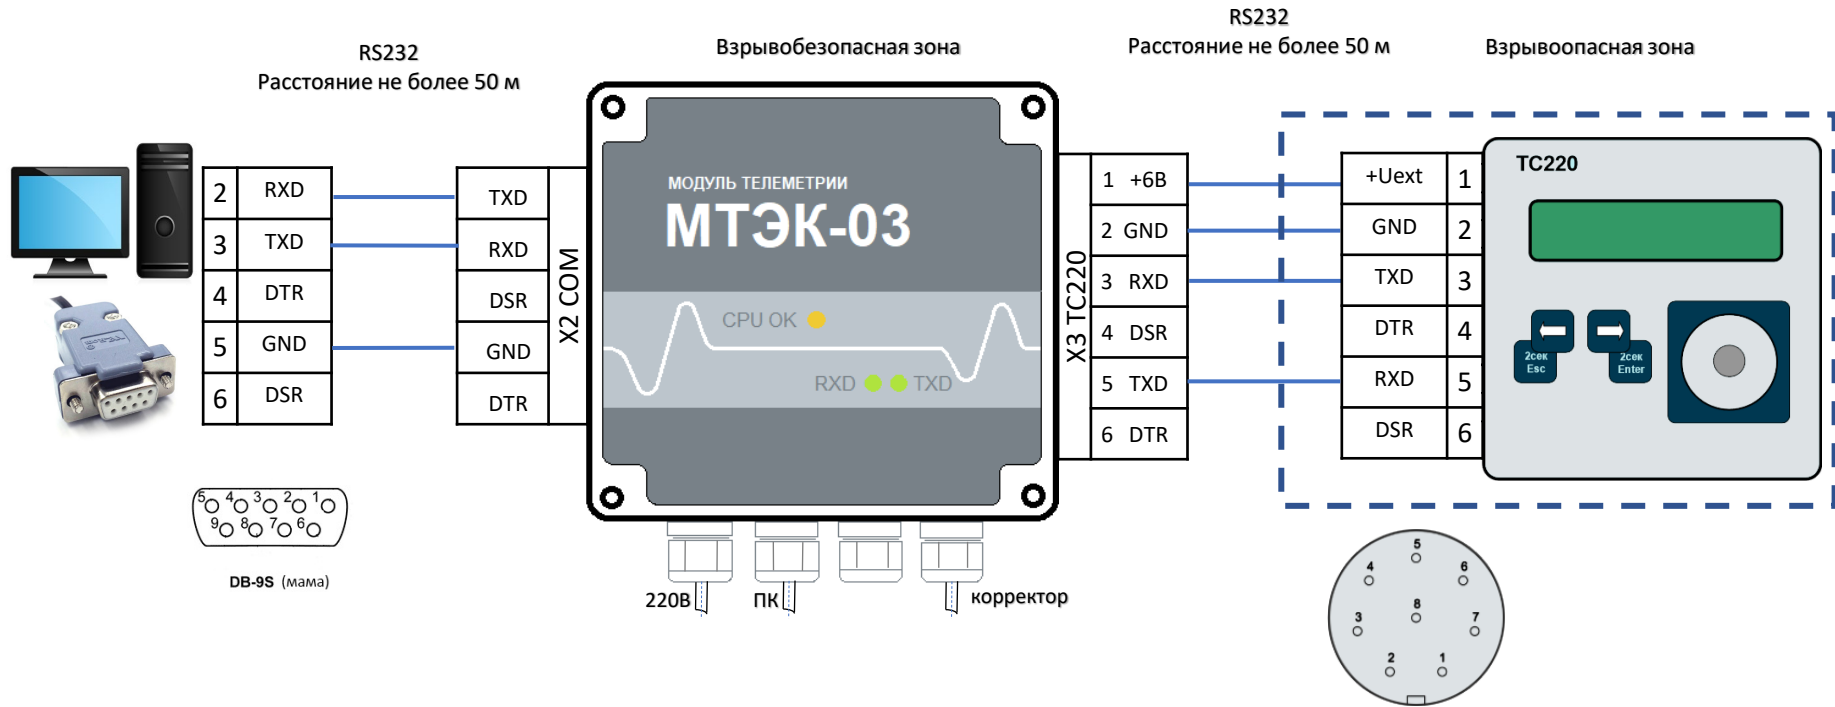 RS232
Расстояние не более 50 м
Взрывобезопасная зона
RS232
Расстояние не более 50 м
Взрывоопасная зона
2 RXD
3 TXD
4 DTR
5 GND
6 DSR
TXD
RXD
DSR
GND
DTR
X2 COM
МОДУЛЬ ТЕЛЕМЕТРИИ
МТЭК-03
CPU OK
RXD TXD
X3 TC220
1 +6В
2 GND
3 RXD
4 DSR
5 TXD
6 DTR
+Uext 1
GND 2
TXD 3
DTR 4
RXD 5
DSR 6
TC220
2сек
Esc
2сек
Enter
5 4 3 2 1
9 8 7 6
DB-9S (мама)
220В
ПК
корректор
5
4 6
8
3 7
2 1